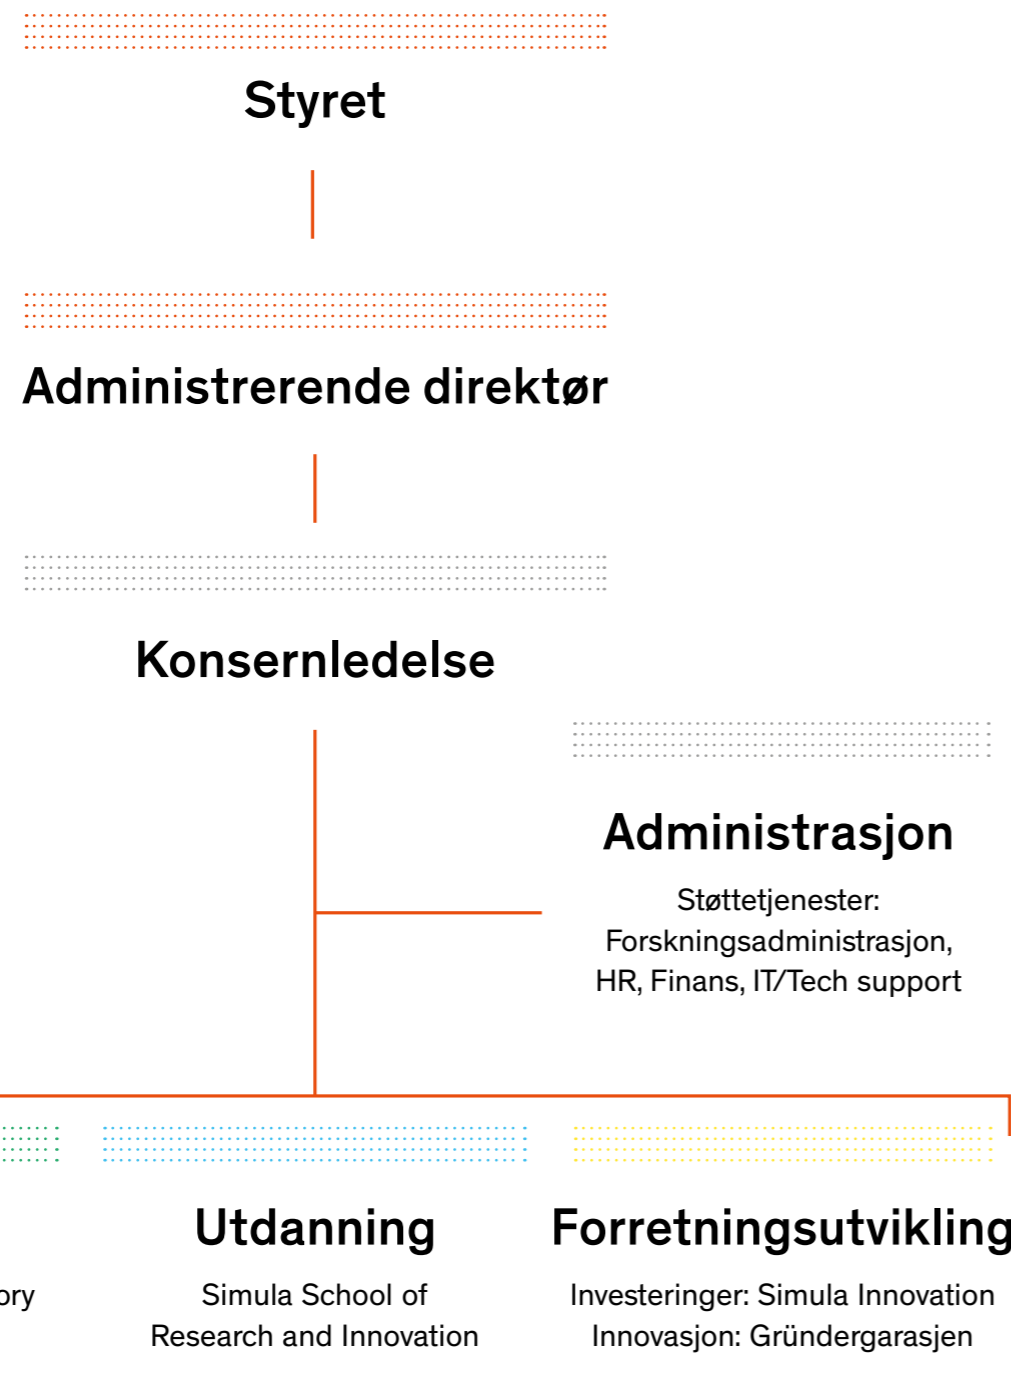 Styret
Administrerende direktør
Konsernledelse
Administrasjon
Støttetjenester:
Forskningsadministrasjon,
HR, Finans, IT/Tech support
Utdanning
Simula School of
Research and Innovation
Forretningsutvikling
Investeringer: Simula Innovation
Innovasjon: Gründergarasjen